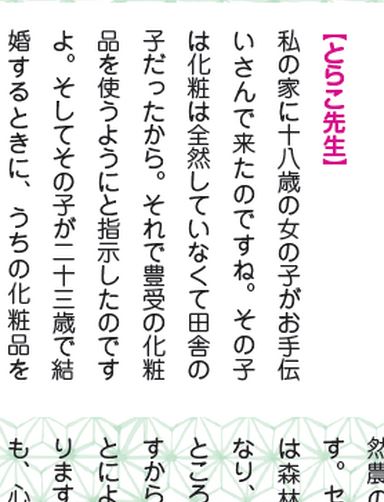 【とらこ先生】
私の家に十八歳の女の子がお手伝
いさんで来たのですね。その子
は化粧は全然していなくて田舎の
子だったから。それで豊受の化粧
品を使うようにと指示したのです
よ。そしてその子が二十三歳で結
婚するときに、うちの化粧品を
然農
す。セ
は森林
なり、
ところ
すから
とによ
ります
も、心